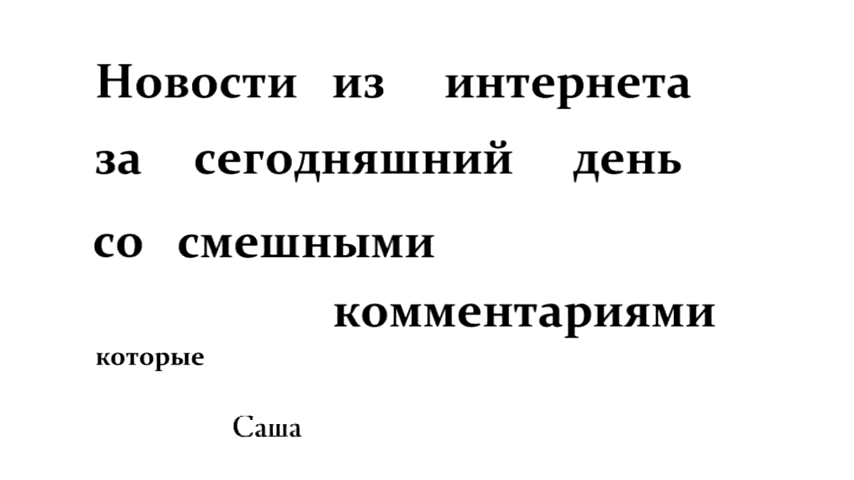 Новости из интернета
за сегодняшний день
со смешными
комментариями
которые
Саша